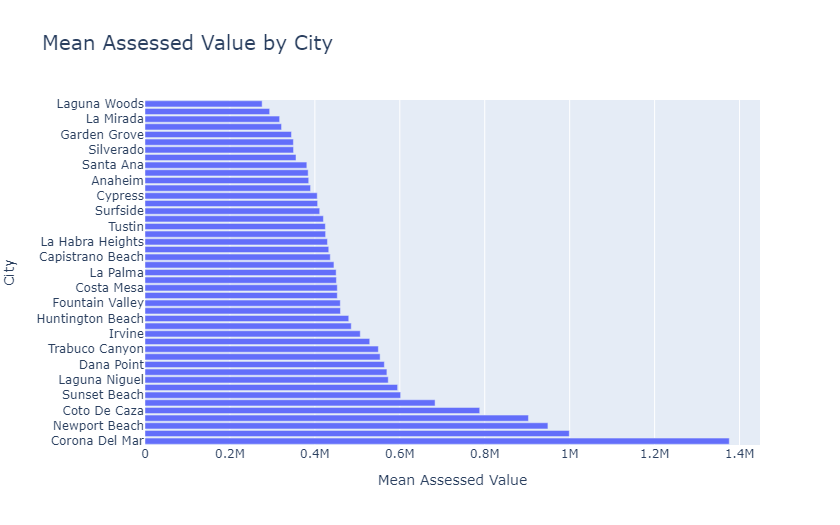 Mean Assessed Value by City
Laguna Woods
La Mirada
Garden Grove
Silverado
Santa Ana
Anaheim
Cypress
Surfside
Tustin
La Habra Heights
Capistrano Beach
La Palma
Costa Mesa
Fountain Valley
Huntington Beach
Irvine
Trabuco Canyon
Dana Point
Laguna Niguel
Sunset Beach
Coto De Caza
Newport Beach
Corona Del Mar
City
0 0.2M 0.4M 0.6M 0.8M 1M 1.2M 1.4M
Mean Assessed Value